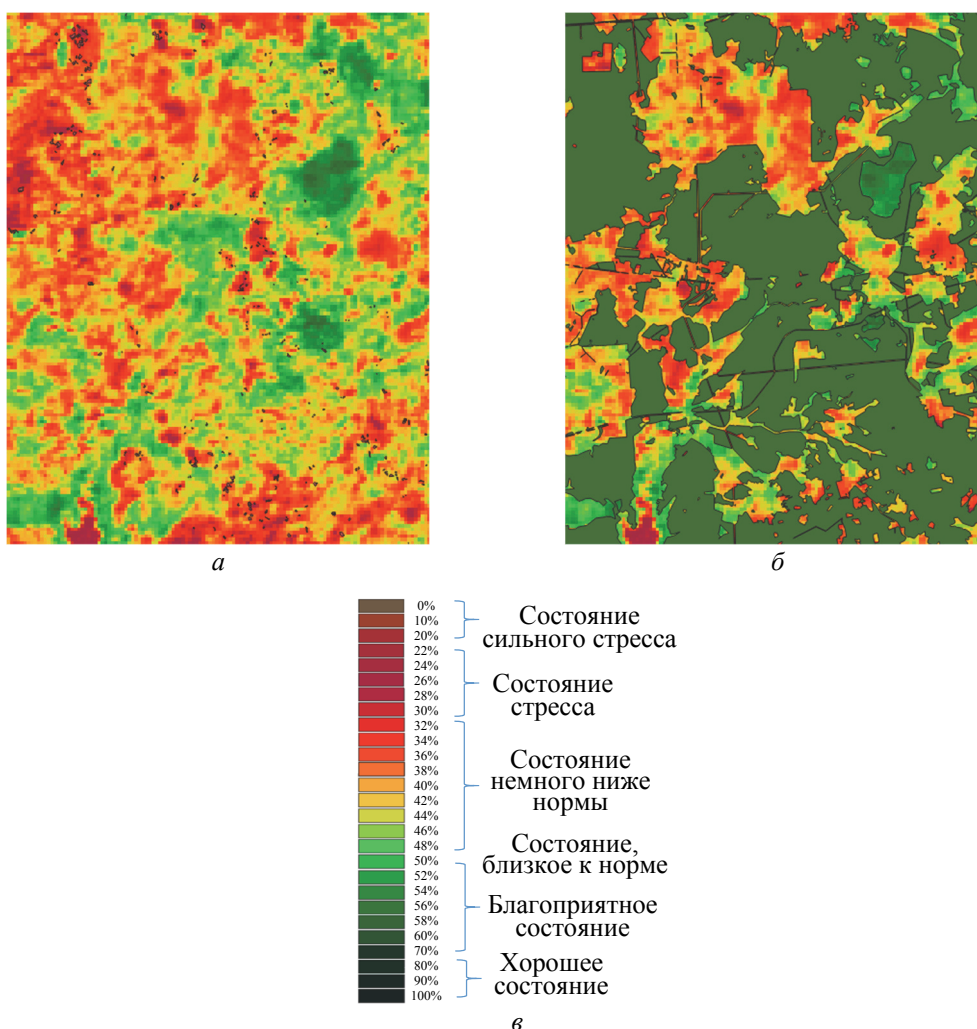 а
б
0%
10%
20%
22%
24%
26%
28%
30%
32%
34%
36%
38%
40%
42%
44%
46%
48%
50%
52%
54%
56%
58%
60%
70%
80%
90%
100%
Состояние
сильного стресса
Состояние
стресса
Состояние
немного ниже
нормы
Состояние,
близкое к норме
Благоприятное
состояние
Хорошее
состояние
в